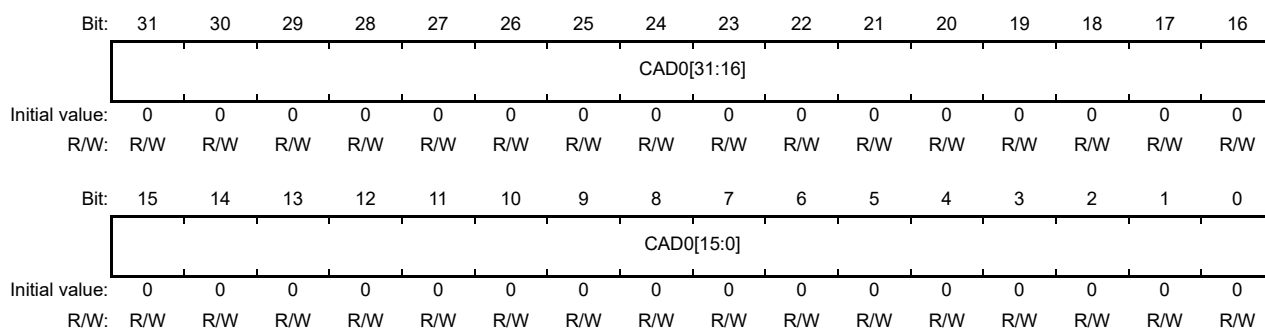 Bit: 31 30 29 28 27 26 25 24 23 22 21 20 19 18 17 16
CAD0[31:16]
Initial value: 0 0 0 0 0 0 0 0 0 0 0 0 0 0 0 0
R/W: R/W R/W R/W R/W R/W R/W R/W R/W R/W R/W R/W R/W R/W R/W R/W R/W
Bit: 15 14 13 12 11 10 9 8 7 6 5 4 3 2 1 0
CAD0[15:0]
Initial value: 0 0 0 0 0 0 0 0 0 0 0 0 0 0 0 0
R/W: R/W R/W R/W R/W R/W R/W R/W R/W R/W R/W R/W R/W R/W R/W R/W R/W